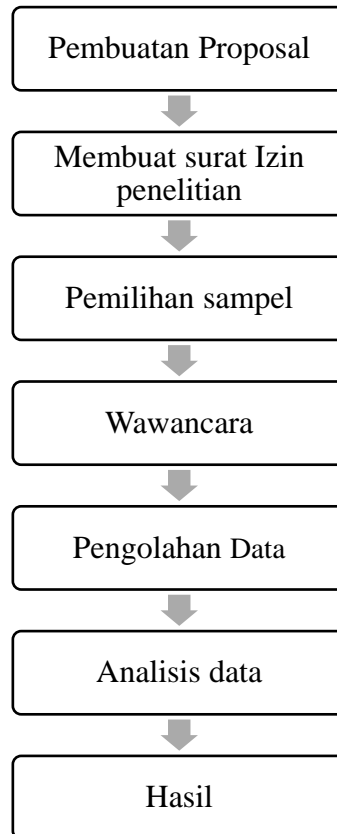 Pembuatan Proposal
Membuat surat Izin
penelitian
Pemilihan sampel
Wawancara
Pengolahan Data
Analisis data
Hasil